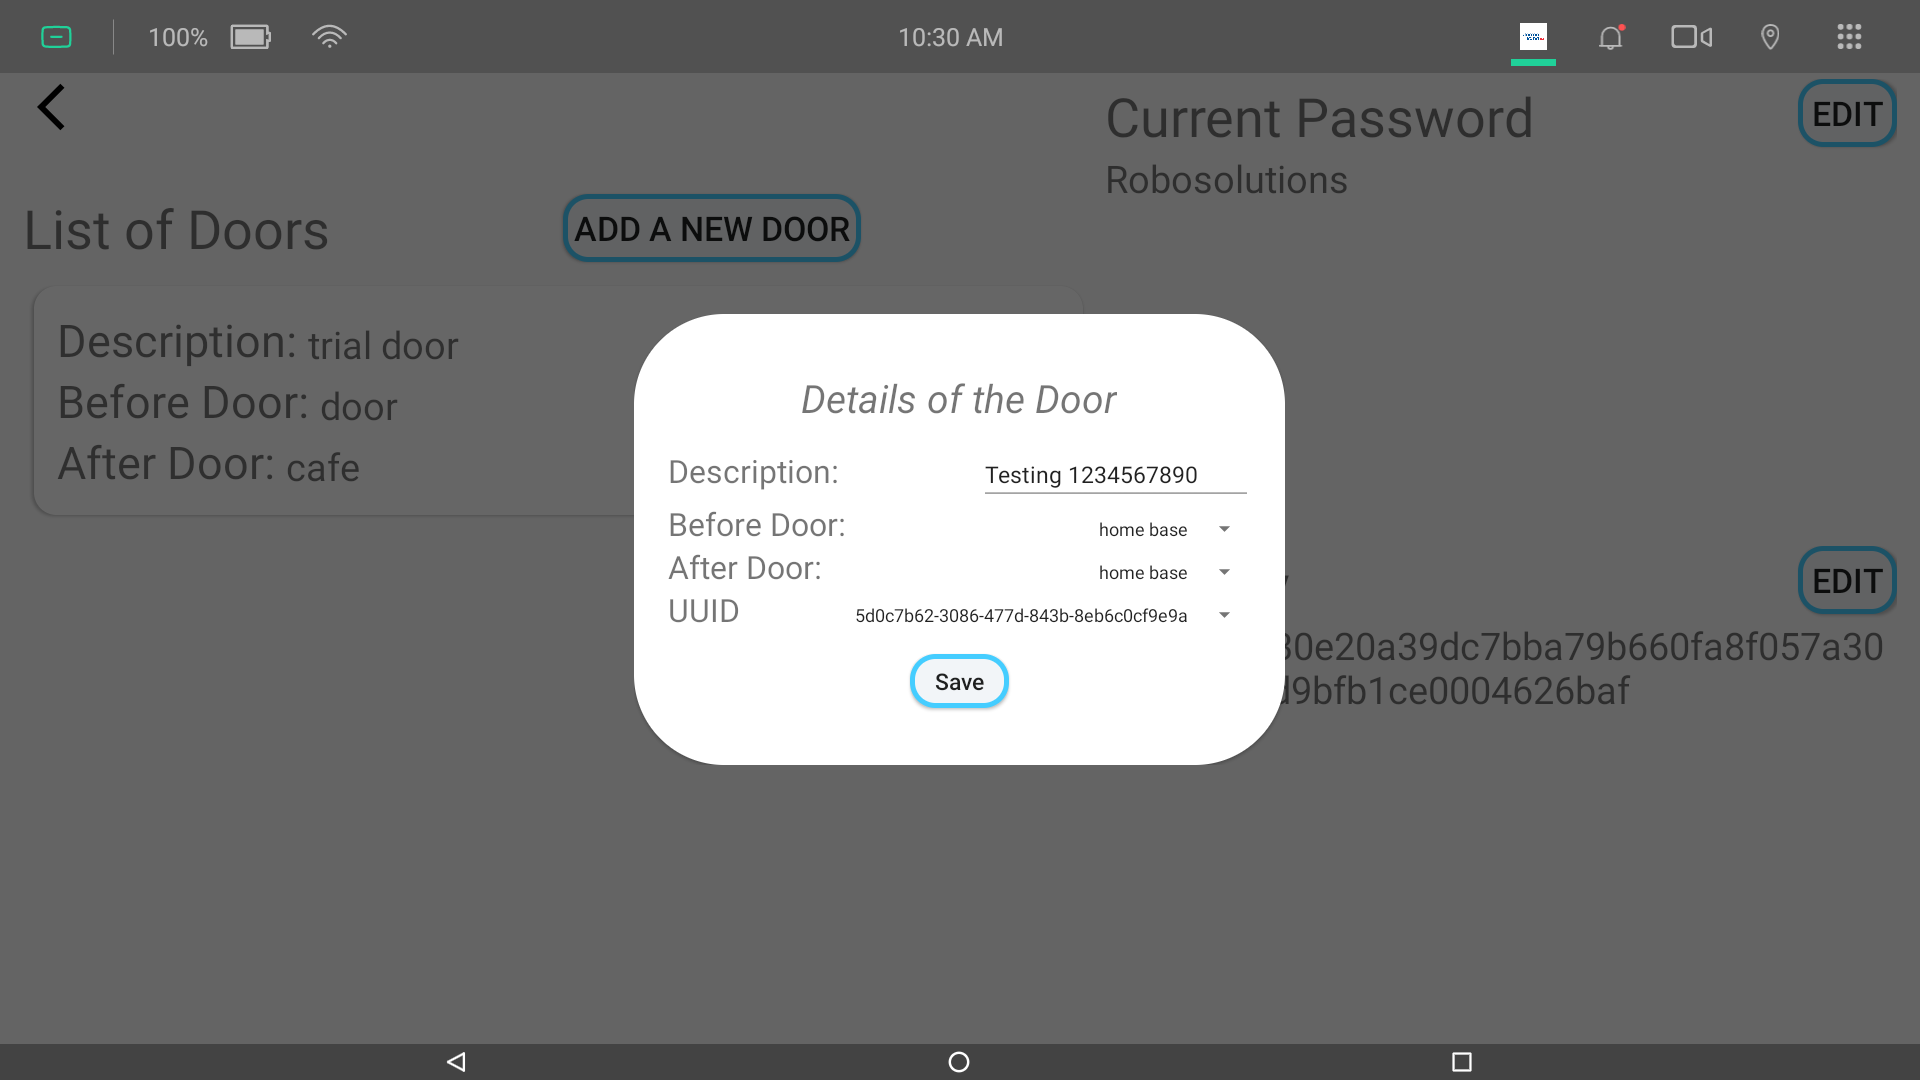 100%
10:30 AM
Current Password
EDIT
Robosolutions
List of Doors
ADD A NEW DOOR
Description: trial door
Before Door: door
After Door: cafe
Details of the Door
Description: Testing 1234567890
Before Door: home base
After Door: home base
UUID 5d0c7b62-3086-477d-843b-8eb6c0cf9e9a
Save
EDIT
30e20a39dc7bba79b660fa8f057a30
d9bfb1ce0004626baf